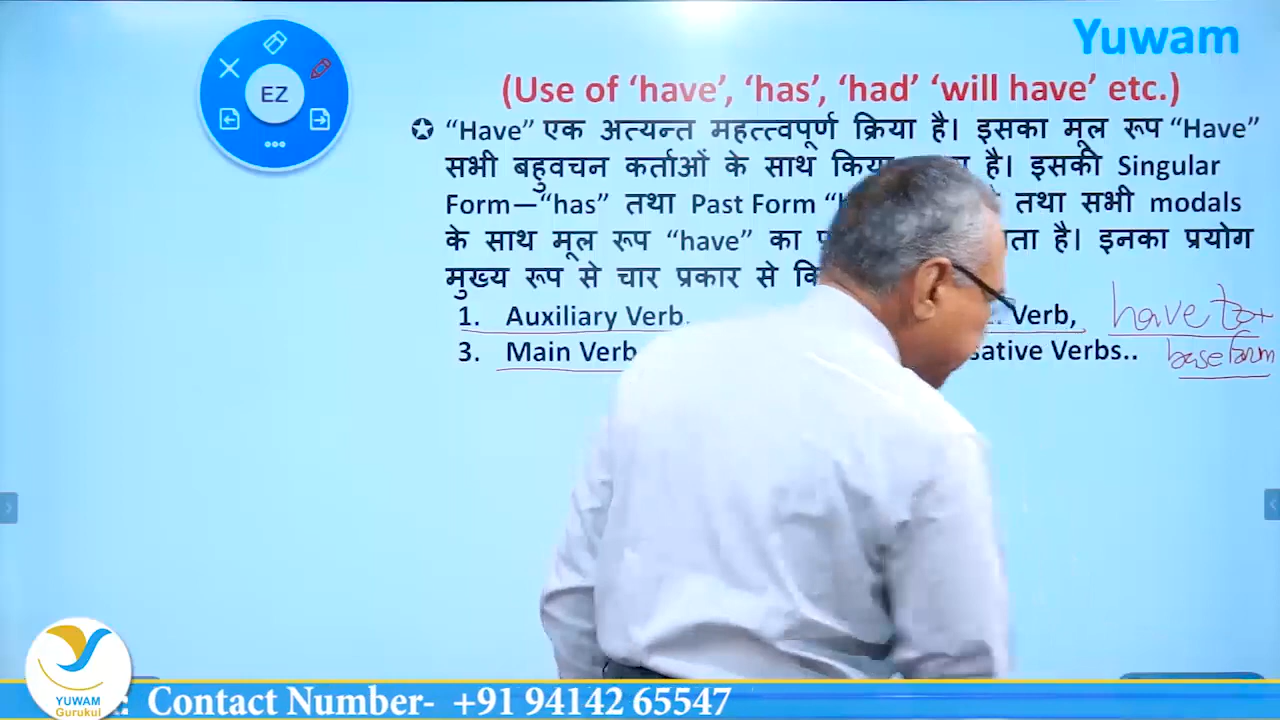 Yuwam
(Use of ‘have’, ‘has’, ‘had’ ‘will have’ etc.)
“Have” एक अत्यन्त महत्त्वपूर्ण क्रिया है। इसका मूल रूप “Have”
सभी बहुवचन कर्ताओं के साथ है। इसकी Singular
Form—“has” तथा Past Form तथा सभी modals
के साथ मूल रूप “have” का है। इनका प्रयोग
मुख्य रूप से चार प्रकार से
1. Auxiliary Verb. Verb, have to+
3. Main Verb Verbs.. base form
EZ
YUWAM
Gurukul
Contact Number- +91 94142 65547